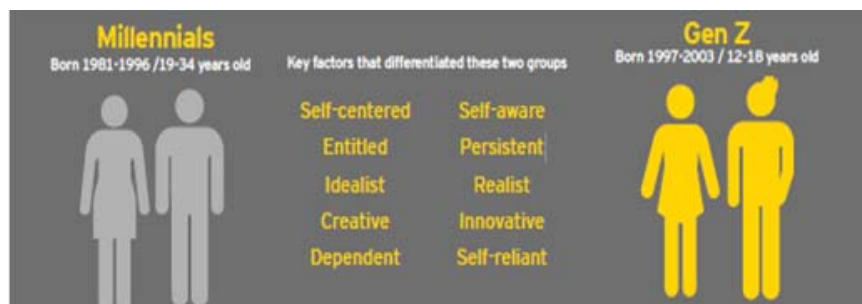 Millennials
Born 1981-1996 /19-34 years old
Key factors that differentiated these two groups
Gen Z
Born 1997-2003 / 12-18 years old
Self-centered Self-aware
Entitled Persistent
Idealist Realist
Creative Innovative
Dependent Self-reliant